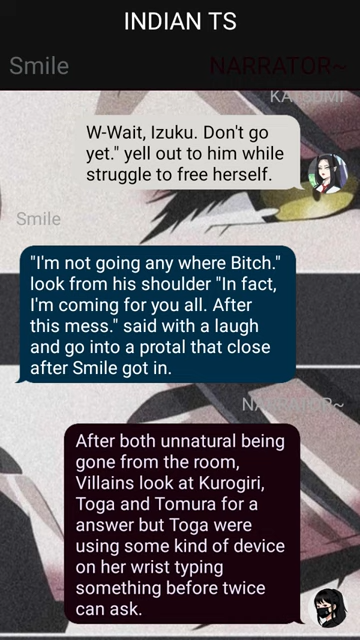 INDIAN TS
Smile
NARRATOR~
KATSUMI
W-Wait, Izuku. Don't go
yet." yell out to him while
struggle to free herself.
Smile
"I'm not going any where Bitch."
look from his shoulder "In fact,
I'm coming for you all. After
this mess." said with a laugh
and go into a protal that close
after Smile got in.
NARRATOR~
After both unnatural being
gone from the room,
Villains look at Kurogiri,
Toga and Tomura for a
answer but Toga were
using some kind of device
on her wrist typing
something before twice
can ask.